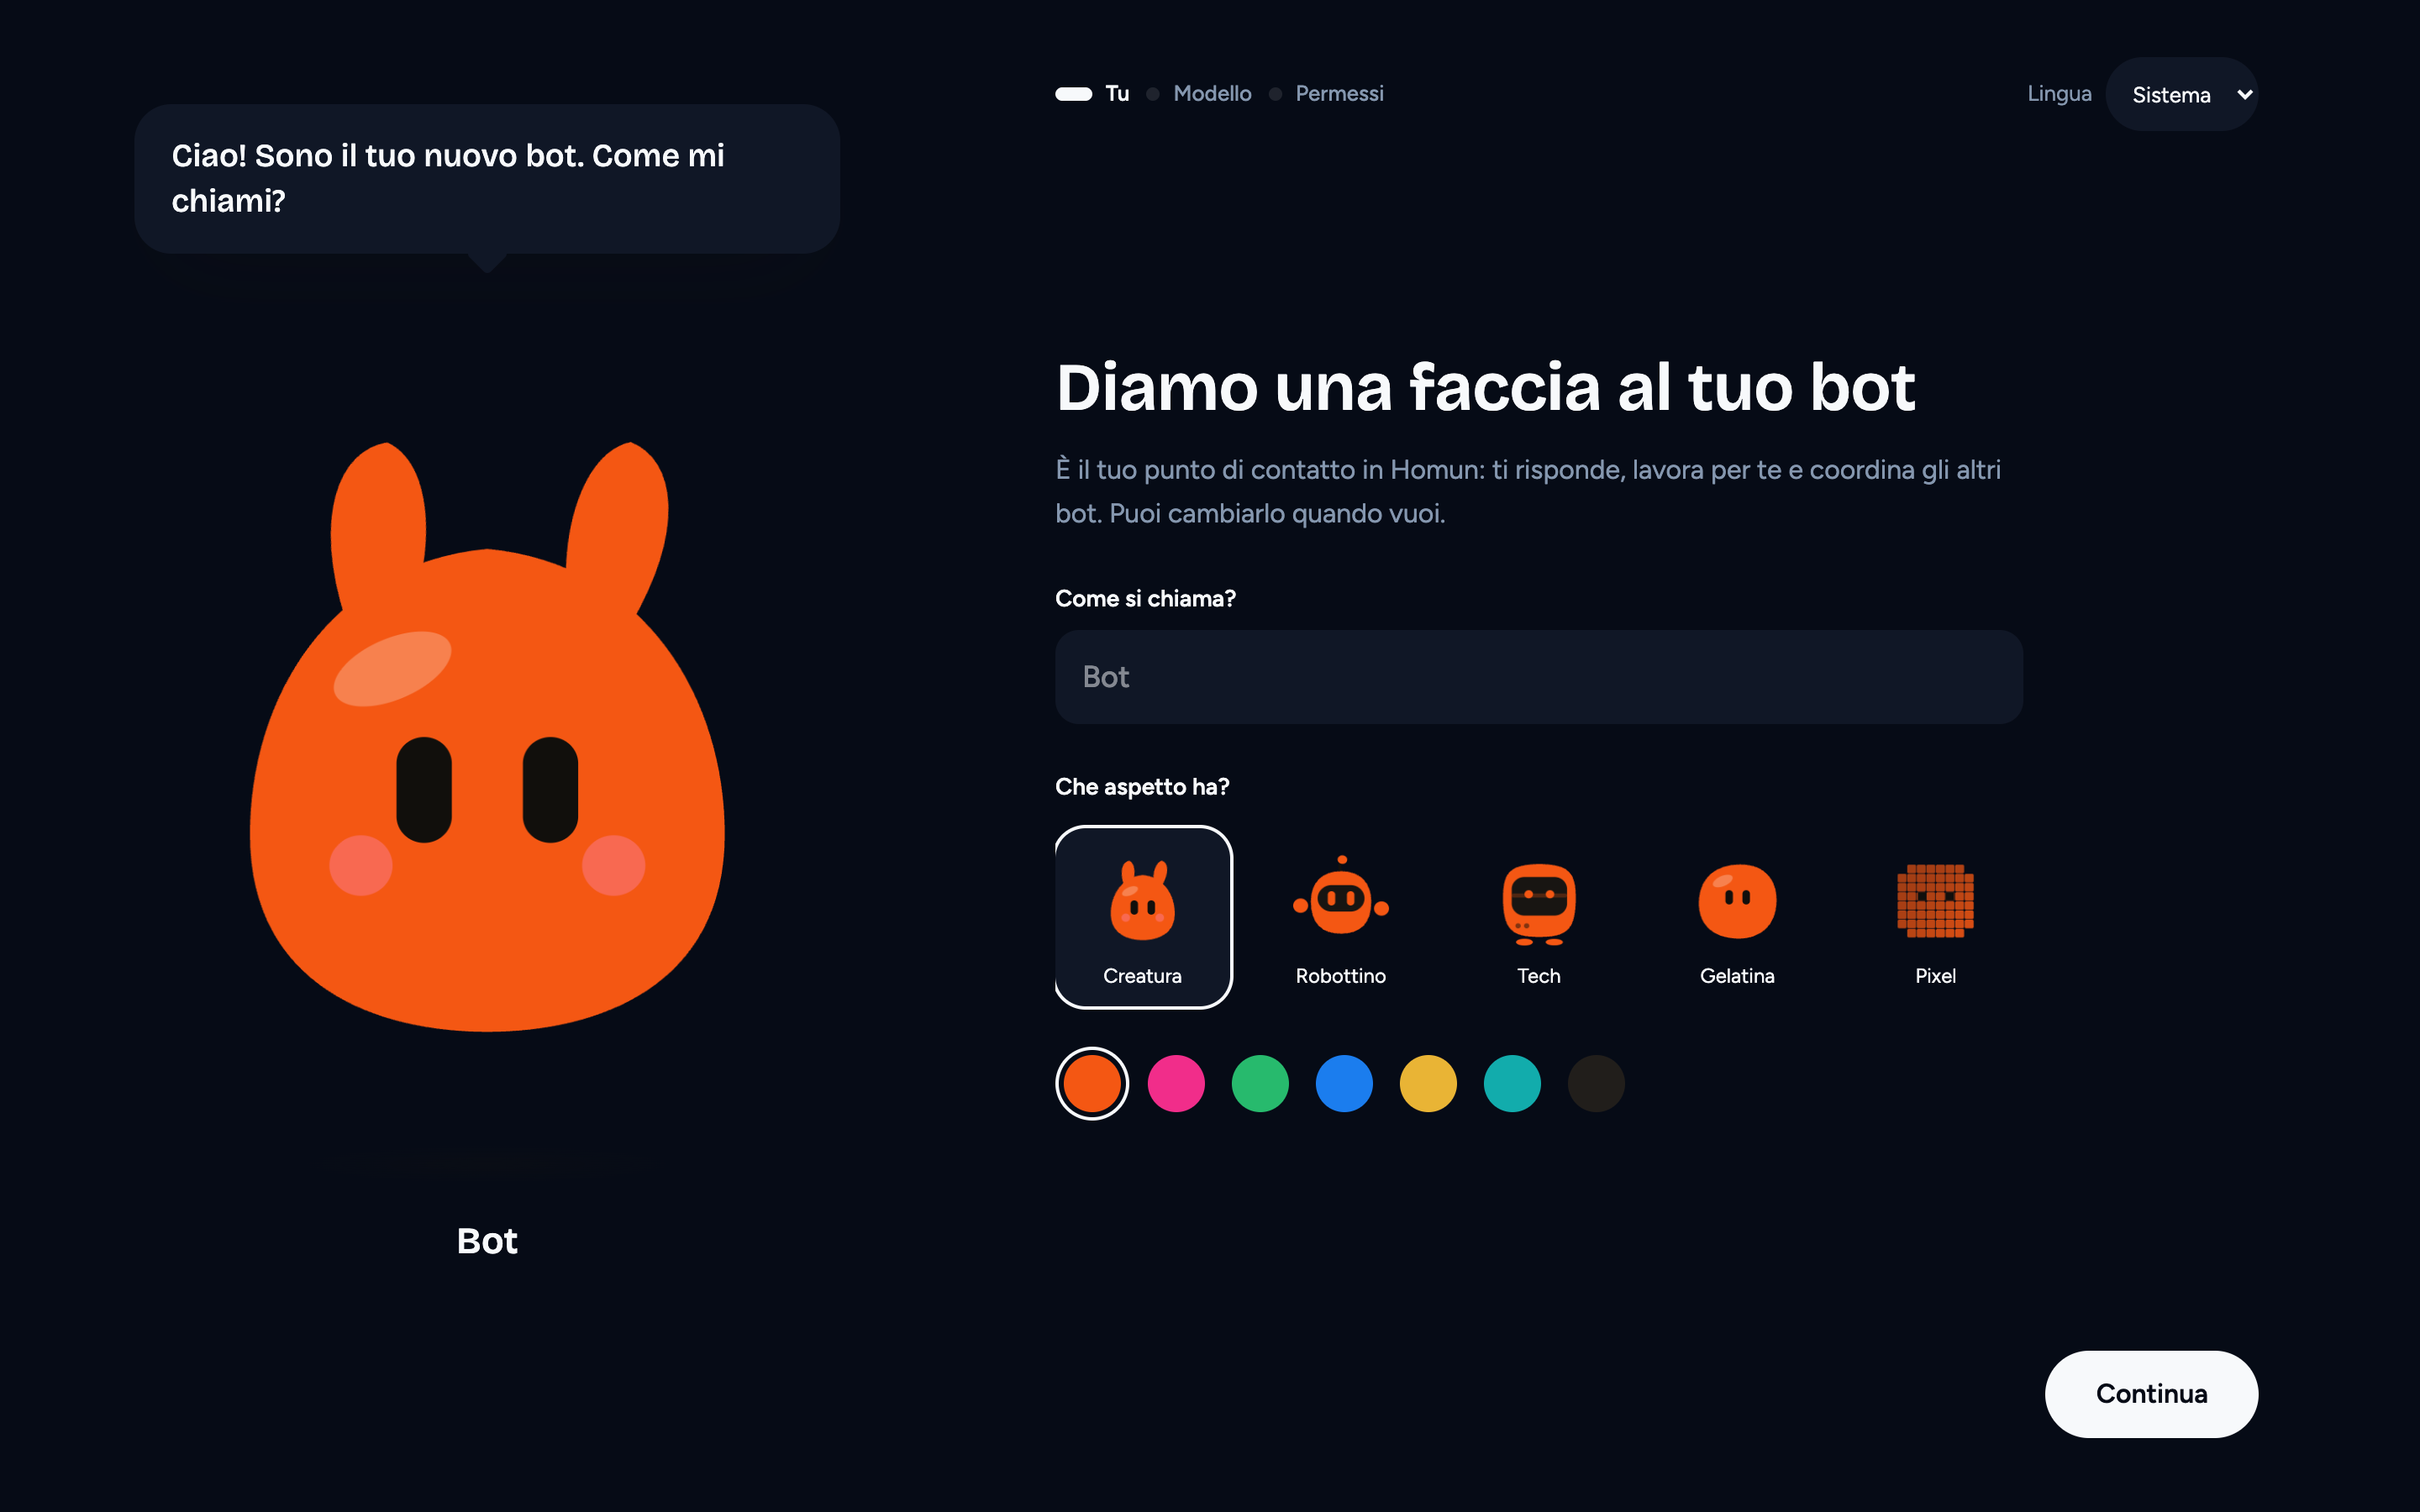 Ciao! Sono il tuo nuovo bot. Come mi
chiami?
Bot
Tu
Modello
Permessi
Lingua
Sistema
Diamo una faccia al tuo bot
È il tuo punto di contatto in Homun: ti risponde, lavora per te e coordina gli altri
bot. Puoi cambiarlo quando vuoi.
Come si chiama?
Bot
Che aspetto ha?
Creatura
Robottino
Tech
Gelatina
Pixel
Continua